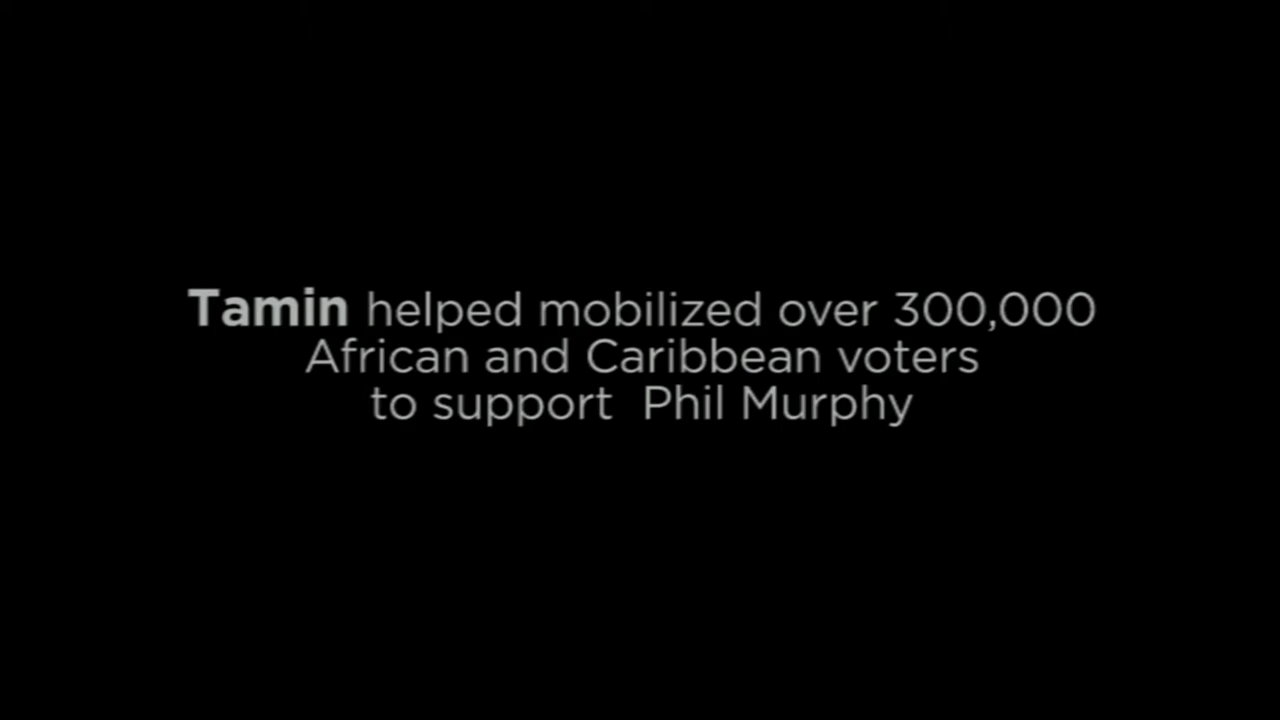 Tamin helped mobilized over 300,000
African and Caribbean voters
to support  Phil Murphy